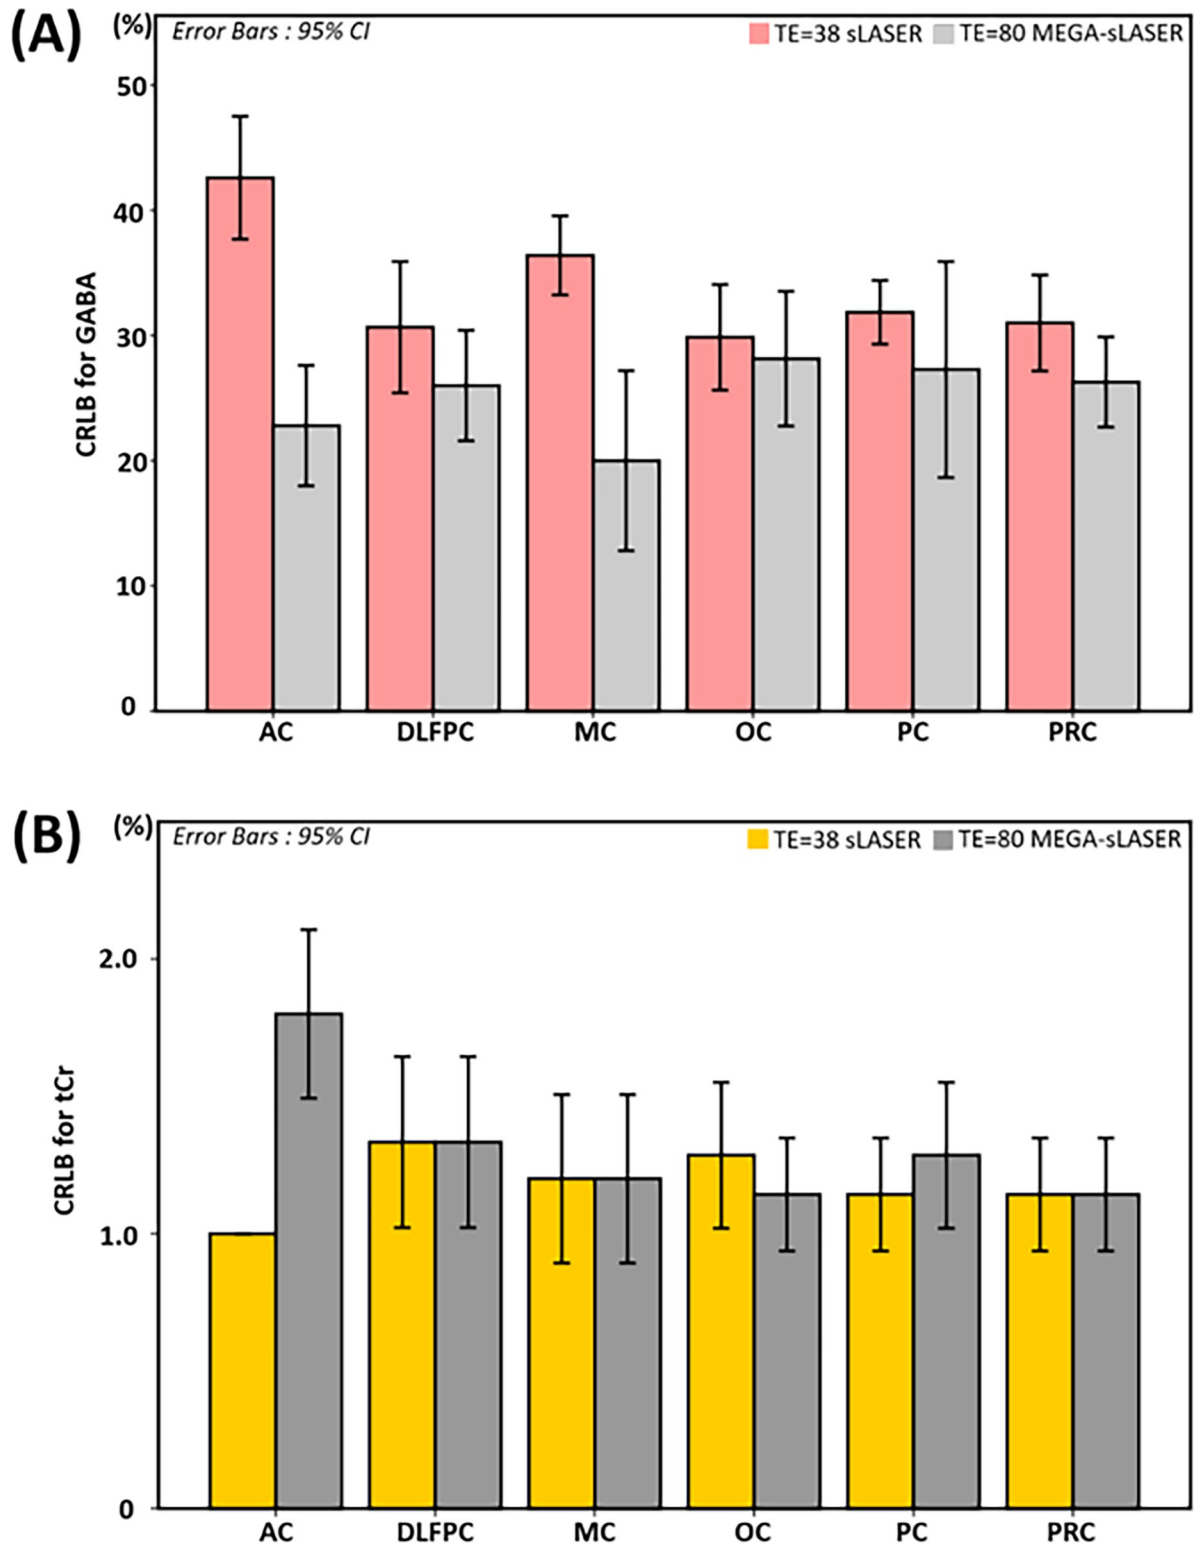 (A)
(%)
Error Bars : 95% CI
TE=38 sLASER TE=80 MEGA-sLASER
50
40
30
20
10
0
CRLB for GABA
AC DLFPC MC OC PC PRC
(B)
(%)
Error Bars : 95% CI
TE=38 sLASER TE=80 MEGA-sLASER
2.0
1.0
0
CRLB for tCr
AC DLFPC MC OC PC PRC